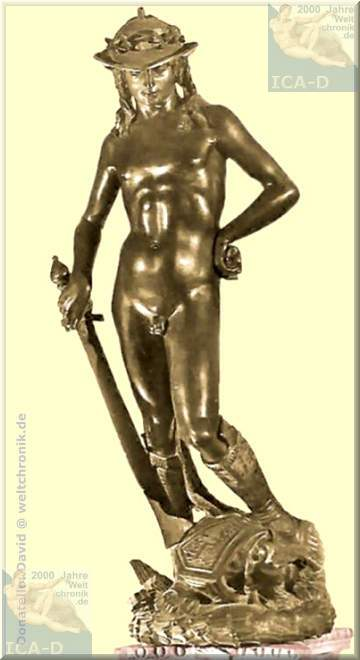 2000 Jahre
Welt
chronik
.de
ICA-D
Donatello: David @ weltchronik.de
2000 Jahre
Welt
chronik
.de
ICA-D